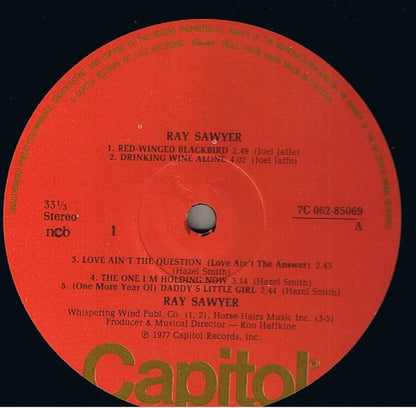 RAY SAWYER
1. RED-WINGED BLACKBIRD 2.49 (Joel Jaffe)
2. DRINKING WINE ALONE 4.02 (Joel Jaffe)
33⅓
Stereo
ncb
1
7C 062-85069
A
3. LOVE AIN'T THE QUESTION (Love Ain't The Answer) 2.45
(Hazel Smith)
4. THE ONE I'M HOLDING NOW 3.14 (Hazel Smith)
5. (One More Year Of) DADDY'S LITTLE GIRL 2.44 (Hazel Smith)
RAY SAWYER
Whispering Wind Publ. Co. (1, 2), Horse Hairs Music Inc. (3-5)
Producer & Musical Director — Ron Haffkine
℗ 1977 Capitol Records, Inc.
Capitol